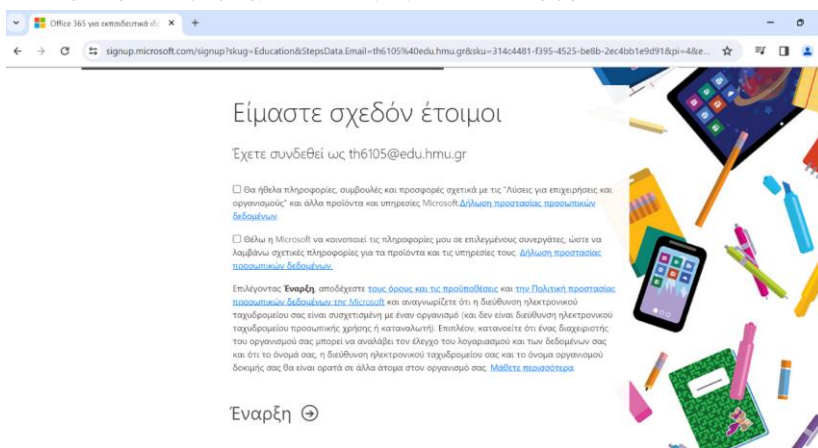 Office 365 για εκπαιδευτικά ιδ
signup.microsoft.com/signup?skug=Education&StepsData.Email=th6105%40edu.hmu.gr&sku=314c4481-f395-4525-be8b-2ec4bb1e9d91&pi=4&e...
Είμαστε σχεδόν έτοιμοι
Έχετε συνδεθεί ως th6105@edu.hmu.gr
Θα ήθελα πληροφορίες, συμβουλές και προσφορές σχετικά με τις "Λύσεις για επιχειρήσεις και
οργανισμούς" και άλλα προϊόντα και υπηρεσίες Microsoft.Δήλωση προστασίας προσωπικών
δεδομένων.
Θέλω η Microsoft να κοινοποιεί τις πληροφορίες μου σε επιλεγμένους συνεργάτες, ώστε να
λαμβάνω σχετικές πληροφορίες για τα προϊόντα και τις υπηρεσίες τους. Δήλωση προστασίας
προσωπικών δεδομένων.
Επιλέγοντας Έναρξη, αποδέχεστε τους όρους και τις προϋποθέσεις και την Πολιτική προστασίας
προσωπικών δεδομένων της Microsoft και αναγνωρίζετε ότι η διεύθυνση ηλεκτρονικού
ταχυδρομείου σας είναι συσχετισμένη με έναν οργανισμό (και δεν είναι διεύθυνση ηλεκτρονικού
ταχυδρομείου προσωπικής χρήσης ή καταναλωτή). Επιπλέον, κατανοείτε ότι ένας διαχειριστής
του οργανισμού σας μπορεί να αναλάβει τον έλεγχο του λογαριασμού και των δεδομένων σας
και ότι το όνομά σας, η διεύθυνση ηλεκτρονικού ταχυδρομείου σας και το όνομα οργανισμού
δοκιμής σας θα είναι ορατά σε άλλα άτομα στον οργανισμό σας. Μάθετε περισσότερα.
Έναρξη